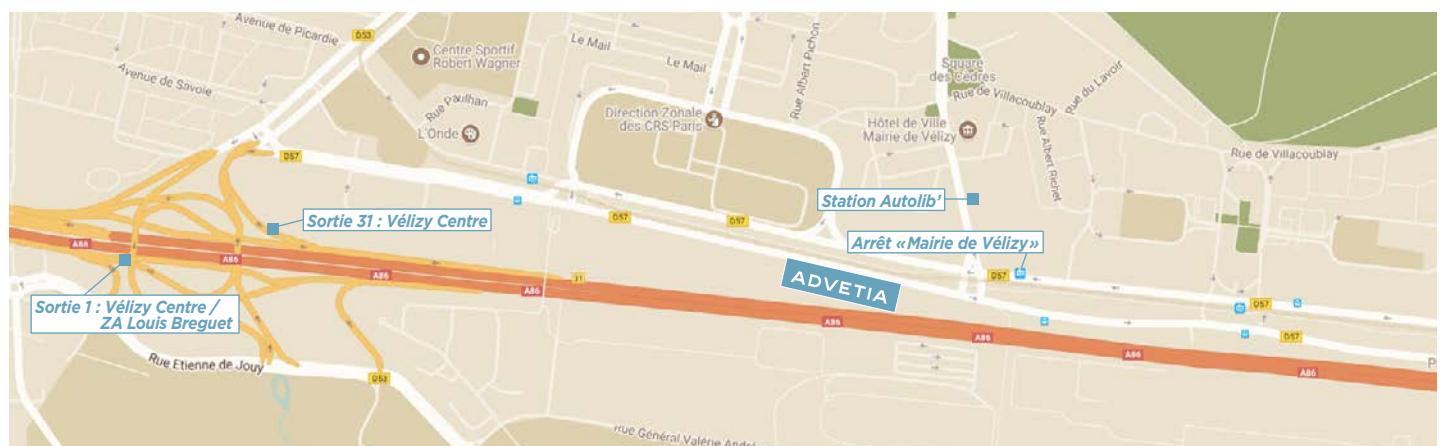 Avenue de Picardie
D53
Centre Sportif
Robert Wagner
Le Mail
Le Mail
Rue Albert Pichon
Square
des Cèdres
Rue du Lavoir
Rue de Villacoublay
Avenue de Savoie
Rue Paulhan
L'Onde
Direction Zonale
des CRS Paris
Hôtel de Ville
Mairie de Vélizy
Rue Albert Richet
Rue de Villacoublay
D57
Station Autolib'
Sortie 31 : Vélizy Centre
D57
D57
Arrêt «Mairie de Vélizy»
A86
A86
31
D57
ADVETIA
A86
Sortie 1 : Vélizy Centre /
ZA Louis Breguet
D57
A86
A86
D57
A86
A86
Rue Etienne de Jouy
D53
P
Rue Général Valérie André